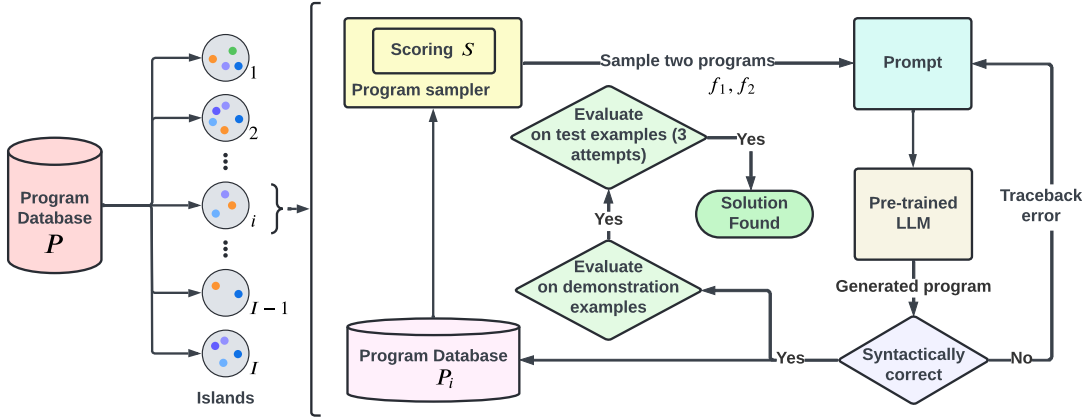 Program
Database
P
1
2
i
I − 1
I
Islands
Scoring S
Program sampler
Sample two programs
f₁, f₂
Prompt
Evaluate
on test examples (3
attempts)
Yes
Solution
Found
Pre-trained
LLM
Traceback
error
Yes
Evaluate
on demonstration
examples
Generated program
Program Database
Pᵢ
Yes
Syntactically
correct
No